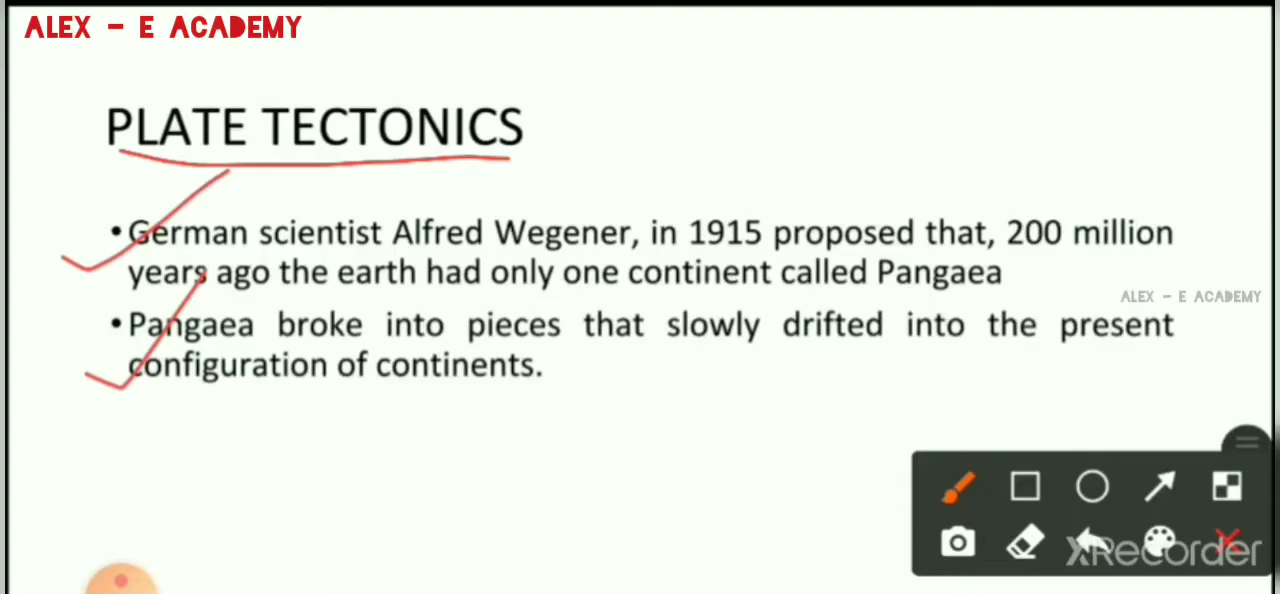 ALEX - E ACADEMY
PLATE TECTONICS
• German scientist Alfred Wegener, in 1915 proposed that, 200 million
years ago the earth had only one continent called Pangaea
ALEX - E ACADEMY
• Pangaea broke into pieces that slowly drifted into the present
configuration of continents.
XRecorder